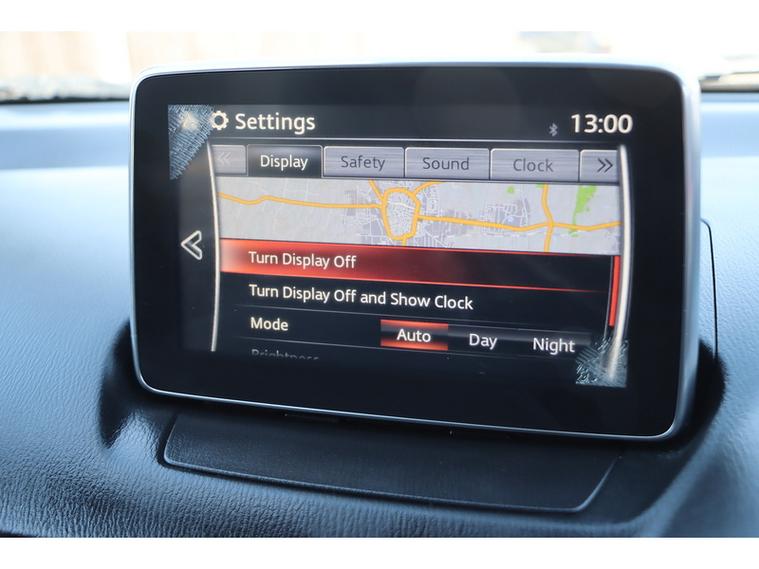 Settings 13:00
Display Safety Sound Clock
Turn Display Off
Turn Display Off and Show Clock
Mode Auto Day Night
Brightness